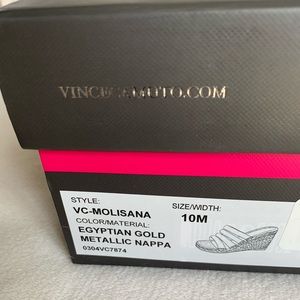 VINCECAMUTO.COM
STYLE:
VC-MOLISANA
SIZE/WIDTH:
10M
COLOR/MATERIAL:
EGYPTIAN GOLD
METALLIC NAPPA
0304VC7874